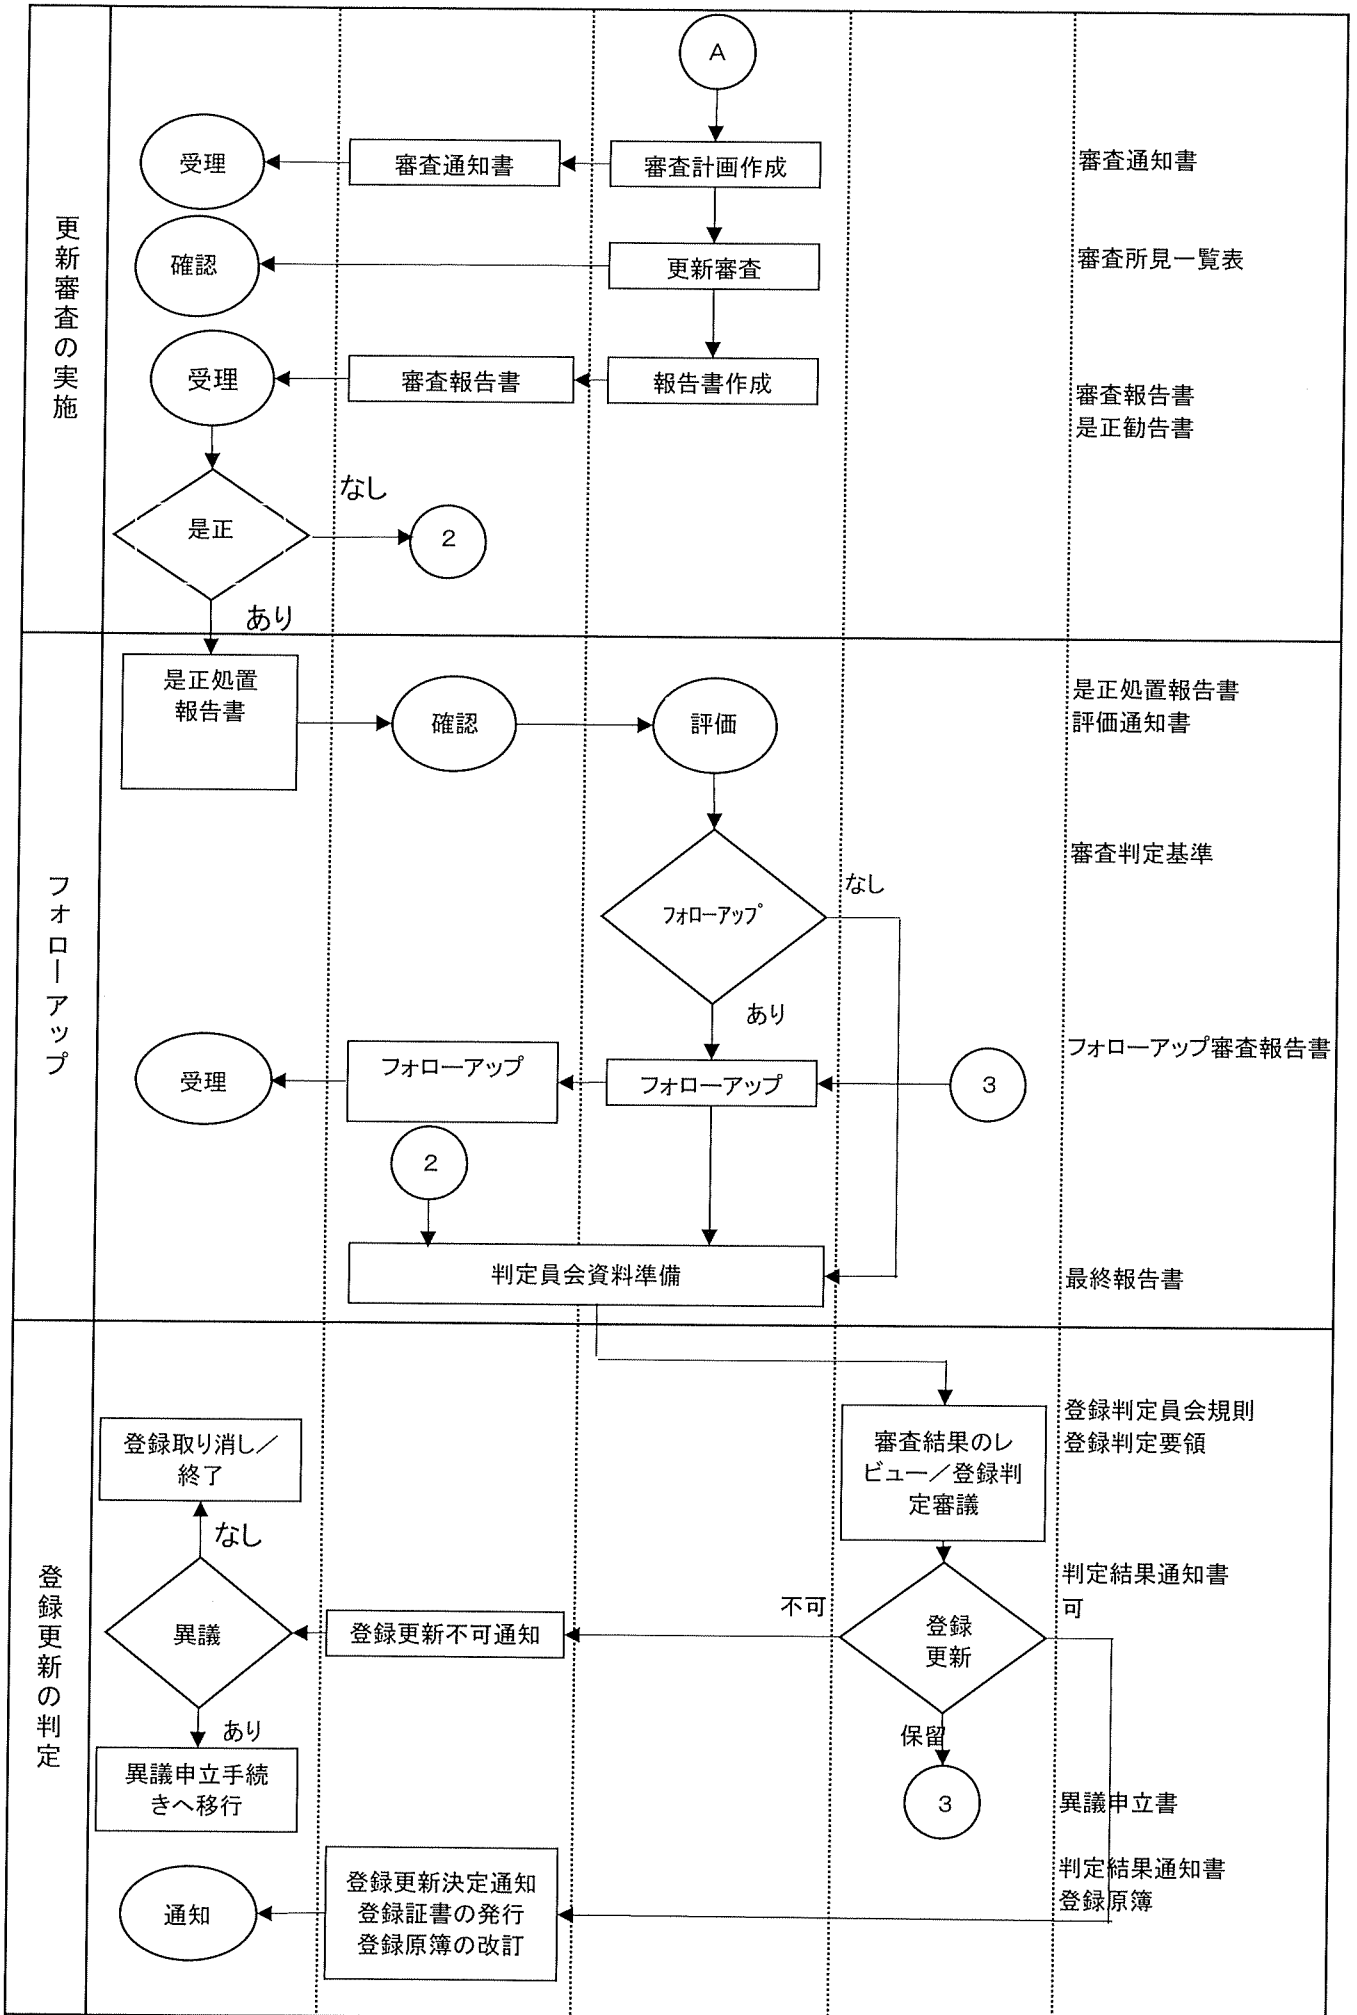 更新審査の実施
A
受理
審査通知書
審査計画作成
審査通知書
確認
更新審査
審査所見一覧表
受理
審査報告書
報告書作成
審査報告書
是正勧告書
是正
なし
2
あり
フォローアップ
是正処置
報告書
確認
評価
是正処置報告書
評価通知書
審査判定基準
フォローアップ
なし
あり
受理
フォローアップ
フォローアップ
3
フォローアップ審査報告書
2
判定員会資料準備
最終報告書
登録更新の判定
登録取り消し／
終了
審査結果のレ
ビュー／登録判
定審議
登録判定員会規則
登録判定要領
なし
異議
登録更新不可通知
不可
登録
更新
判定結果通知書
可
あり
保留
異議申立手続
きへ移行
3
異議申立書
通知
登録更新決定通知
登録証書の発行
登録原簿の改訂
判定結果通知書
登録原簿